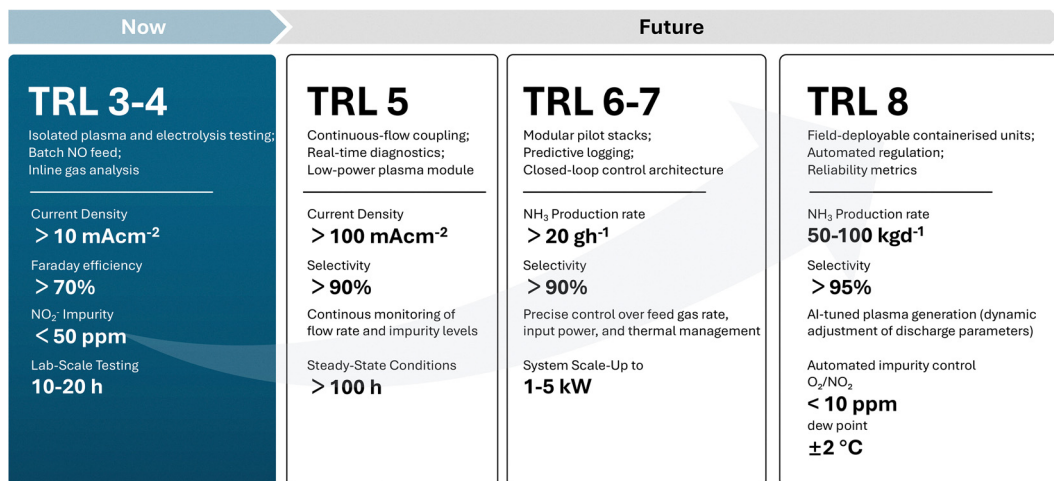 Now
Future
TRL 3-4
Isolated plasma and electrolysis testing;
Batch NO feed;
Inline gas analysis
Current Density
> 10 mAcm⁻²
Faraday efficiency
> 70%
NO₂⁻ Impurity
< 50 ppm
Lab-Scale Testing
10-20 h
TRL 5
Continuous-flow coupling;
Real-time diagnostics;
Low-power plasma module
Current Density
> 100 mAcm⁻²
Selectivity
> 90%
Continous monitoring of
flow rate and impurity levels
Steady-State Conditions
> 100 h
TRL 6-7
Modular pilot stacks;
Predictive logging;
Closed-loop control architecture
NH₃ Production rate
> 20 gh⁻¹
Selectivity
> 90%
Precise control over feed gas rate,
input power, and thermal management
System Scale-Up to
1-5 kW
TRL 8
Field-deployable containerised units;
Automated regulation;
Reliability metrics
NH₃ Production rate
50-100 kgd⁻¹
Selectivity
> 95%
AI-tuned plasma generation (dynamic
adjustment of discharge parameters)
Automated impurity control
O₂/NO₂
< 10 ppm
dew point
±2 °C